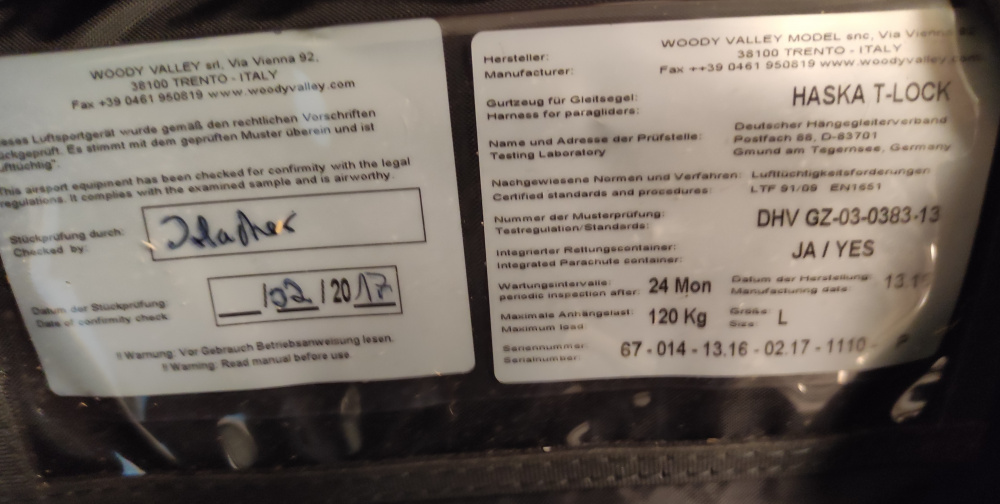 WOODY VALLEY srl, Via Vienna 92,
38100 TRENTO - ITALY
Fax +39 0461 950819 www.woodyvalley.com
Luftsportgerät wurde gemäß den rechtlichen Vorschriften
Es stimmt mit dem geprüften Muster überein und ist
This airsport equipment has been checked for confirmity with the legal
regulations. It complies with the examined sample and is airworthy.
Stückprüfung durch:
Checked by:
Datum der Stückprüfung:
Date of confirmity check:
/02/2017
!! Warnung: Vor Gebrauch Betriebsanweisung lesen.
!! Warning: Read manual before use.
Hersteller:
Manufacturer:
WOODY VALLEY MODEL snc, Via Vienna 92
38100 TRENTO - ITALY
Fax ++39 0461 950819 www.woodyvalley.com
Gurtzeug für Gleitsegel:
Harness for paragliders:
HASKA T-LOCK
Name und Adresse der Prüfstelle:
Testing Laboratory
Deutscher Hängegleiterverband
Postfach 88, D-83701
Gmund am Tegernsee, Germany
Nachgewiesene Normen und Verfahren:
Certified standards and procedures:
Lufttüchtigkeitsforderungen
LTF 91/09 EN1651
Nummer der Musterprüfung:
Testregulation/Standards:
DHV GZ-03-0383-13
Integrierter Rettungscontainer:
Integrated Parachute container:
JA / YES
Wartungsintervalle:
periodic inspection after:
24 Mon
Datum der Herstellung:
Manufacturing date:
Maximale Anhängelast:
Maximum load:
120 Kg
Grösse:
Size:
L
Seriennummer:
Serialnumber:
67 - 014 - 13.16 - 02.17 - 1110 -